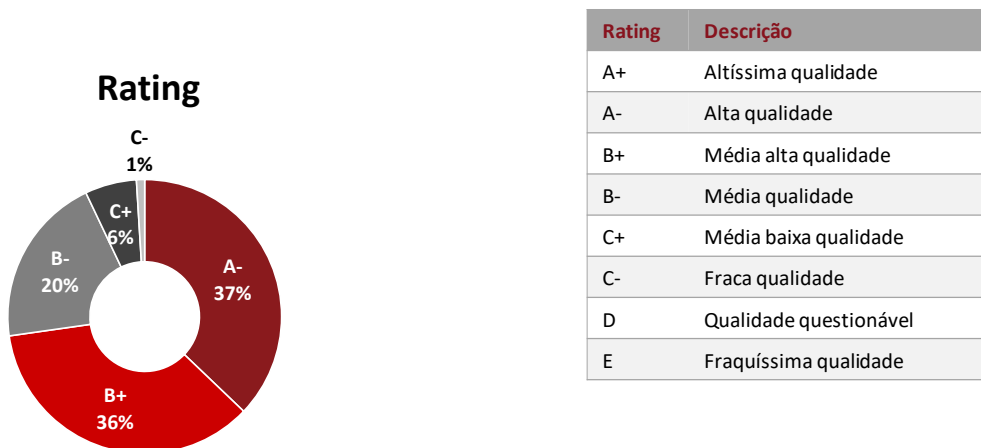 Rating
C-
1%
C+
6%
B-
20%
A-
37%
B+
36%
Rating Descrição
A+ Altíssima qualidade
A- Alta qualidade
B+ Média alta qualidade
B- Média qualidade
C+ Média baixa qualidade
C- Fraca qualidade
D Qualidade questionável
E Fraquíssima qualidade